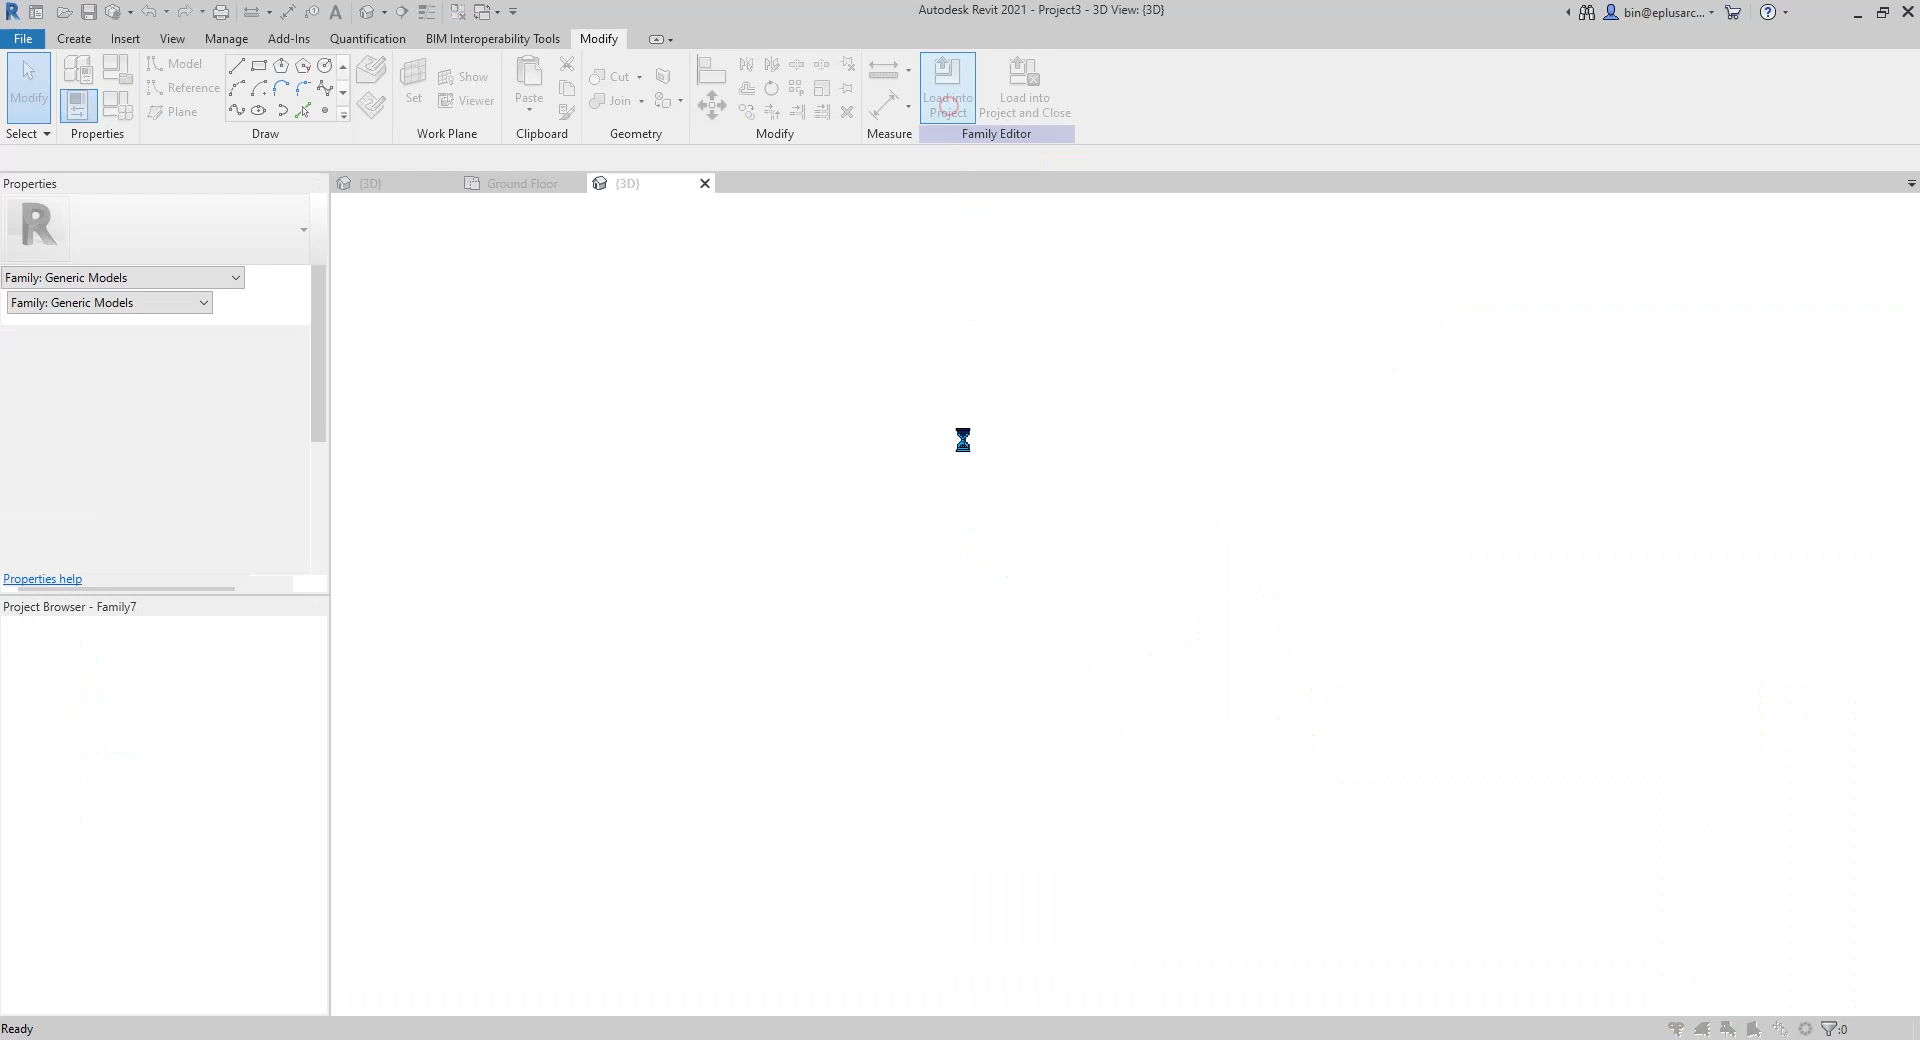 Autodesk Revit 2021 - Project3 - 3D View: {3D}
bin@eplusarc...
File Create Insert View Manage Add-Ins Quantification BIM Interoperability Tools Modify
Modify
Select
Properties
Model
Reference
Plane
Draw
Set
Show
Viewer
Work Plane
Paste
Clipboard
Cut
Join
Geometry
Modify
Measure
Load into
Project
Load into
Project and Close
Family Editor
Properties
{3D}
Ground Floor
{3D}
Family: Generic Models
Family: Generic Models
Properties help
Project Browser - Family7
Ready
:0